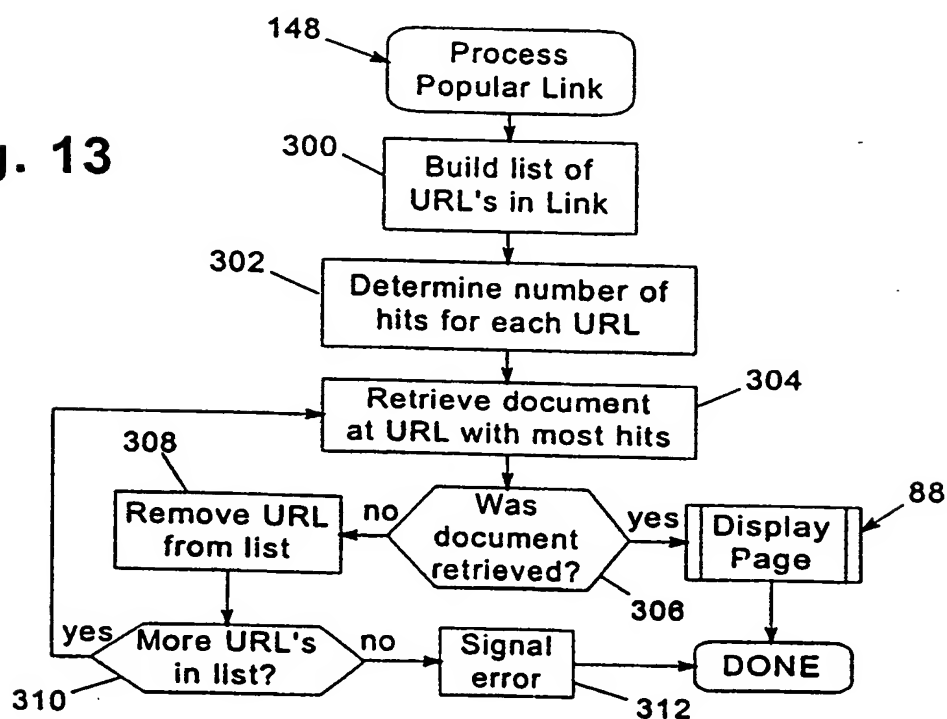 148
Process
Popular Link
. 13
300
Build list of
URL's in Link
302
Determine number of
hits for each URL
304
Retrieve document
at URL with most hits
308
Remove URL
from list
no
Was
document
retrieved?
yes
88
Display
Page
306
yes
More URL's
in list?
no
Signal
error
DONE
310
312